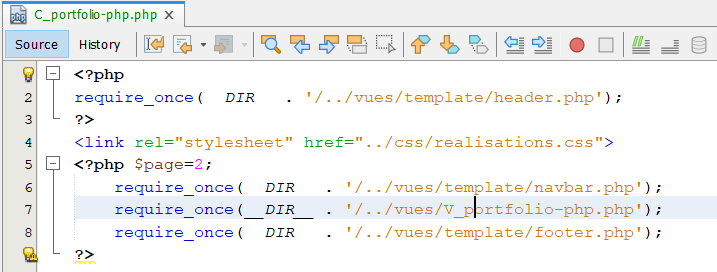 C_portfolio-php.php
Source History
<?php
2 require_once(  DIR   . '/../vues/template/header.php');
3 ?>
4 <link rel="stylesheet" href="../css/realisations.css">
5 <?php $page=2;
6 require_once(  DIR   . '/../vues/template/navbar.php');
7 require_once(__DIR__ . '/../vues/V_portfolio-php.php');
8 require_once(  DIR   . '/../vues/template/footer.php');
?>